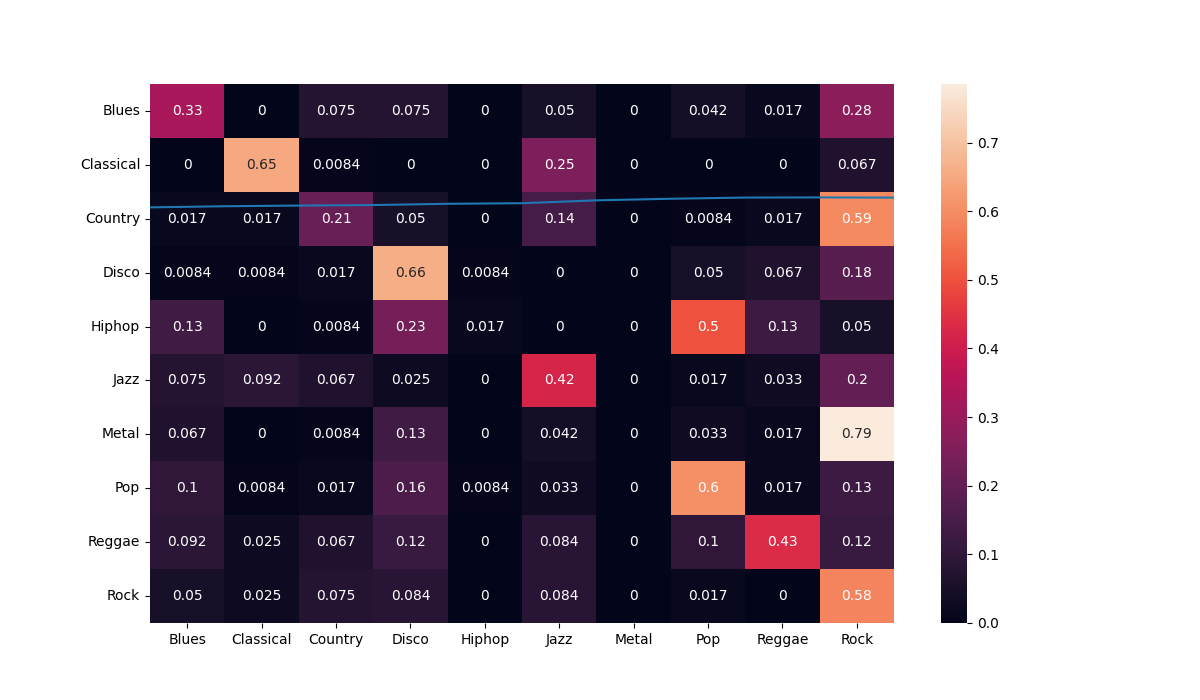 Blues 0.33 0 0.075 0.075 0 0.05 0 0.042 0.017 0.28
Classical 0 0.65 0.0084 0 0 0.25 0 0 0 0.067
Country 0.017 0.017 0.21 0.05 0 0.14 0 0.0084 0.017 0.59
Disco 0.0084 0.0084 0.017 0.66 0.0084 0 0 0.05 0.067 0.18
Hiphop 0.13 0 0.0084 0.23 0.017 0 0 0.5 0.13 0.05
Jazz 0.075 0.092 0.067 0.025 0 0.42 0 0.017 0.033 0.2
Metal 0.067 0 0.0084 0.13 0 0.042 0 0.033 0.017 0.79
Pop 0.1 0.0084 0.017 0.16 0.0084 0.033 0 0.6 0.017 0.13
Reggae 0.092 0.025 0.067 0.12 0 0.084 0 0.1 0.43 0.12
Rock 0.05 0.025 0.075 0.084 0 0.084 0 0.017 0 0.58
Blues Classical Country Disco Hiphop Jazz Metal Pop Reggae Rock
0.7
0.6
0.5
0.4
0.3
0.2
0.1
0.0